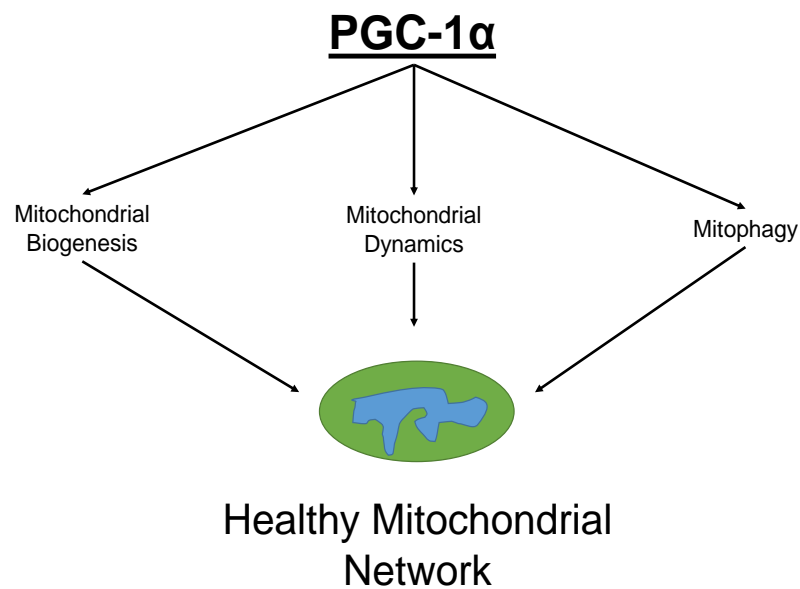 PGC-1α
Mitochondrial
Biogenesis
Mitochondrial
Dynamics
Mitophagy
Healthy Mitochondrial
Network